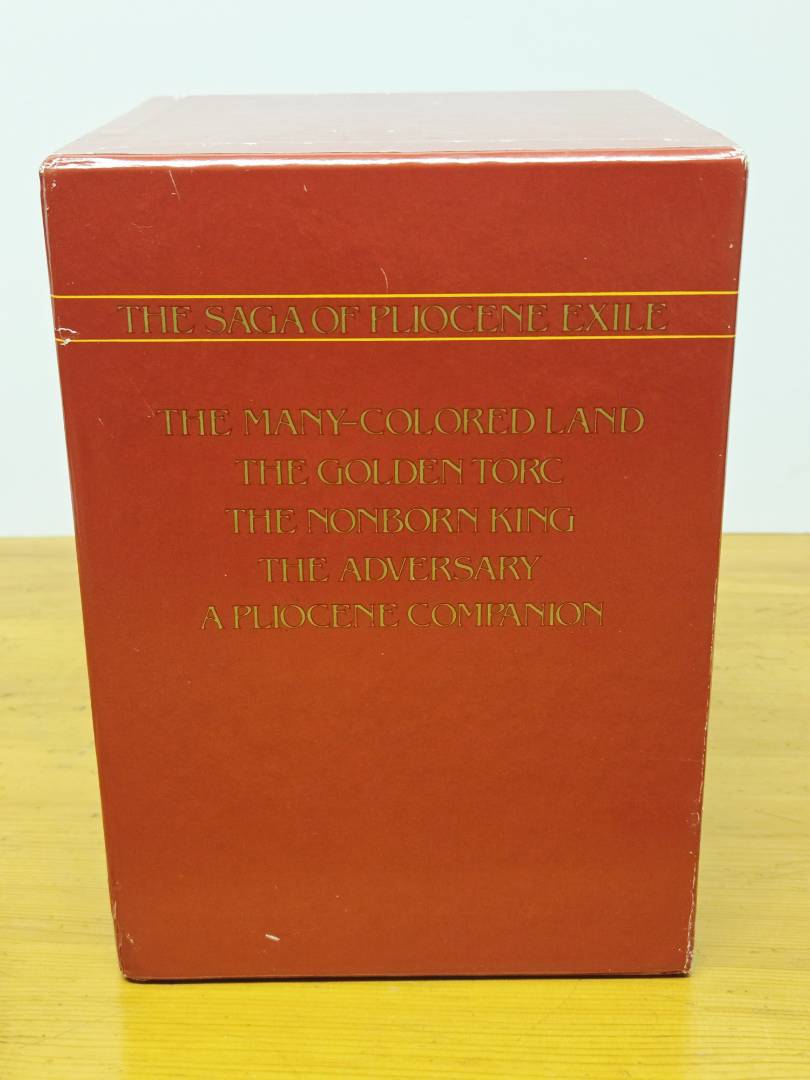 THE SAGA OF PLIOCENE EXILE
THE MANY-COLORED LAND
THE GOLDEN TORC
THE NONBORN KING
THE ADVERSARY
A PLIOCENE COMPANION